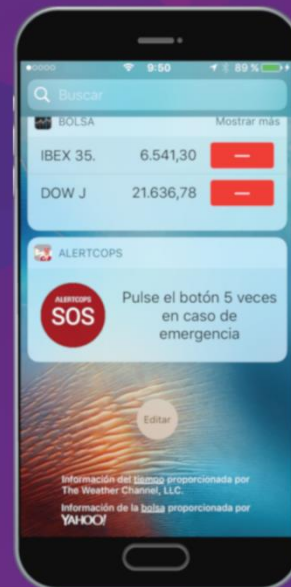 9:50
89 %
Buscar
BOLSA Mostrar más
IBEX 35. 6.541,30 —
DOW J 21.636,78 —
ALERTCOPS
ALERTCOPS
SOS
Pulse el botón 5 veces
en caso de
emergencia
Editar
Información del tiempo proporcionada por
The Weather Channel, LLC.
Información de la bolsa proporcionada por
YAHOO!